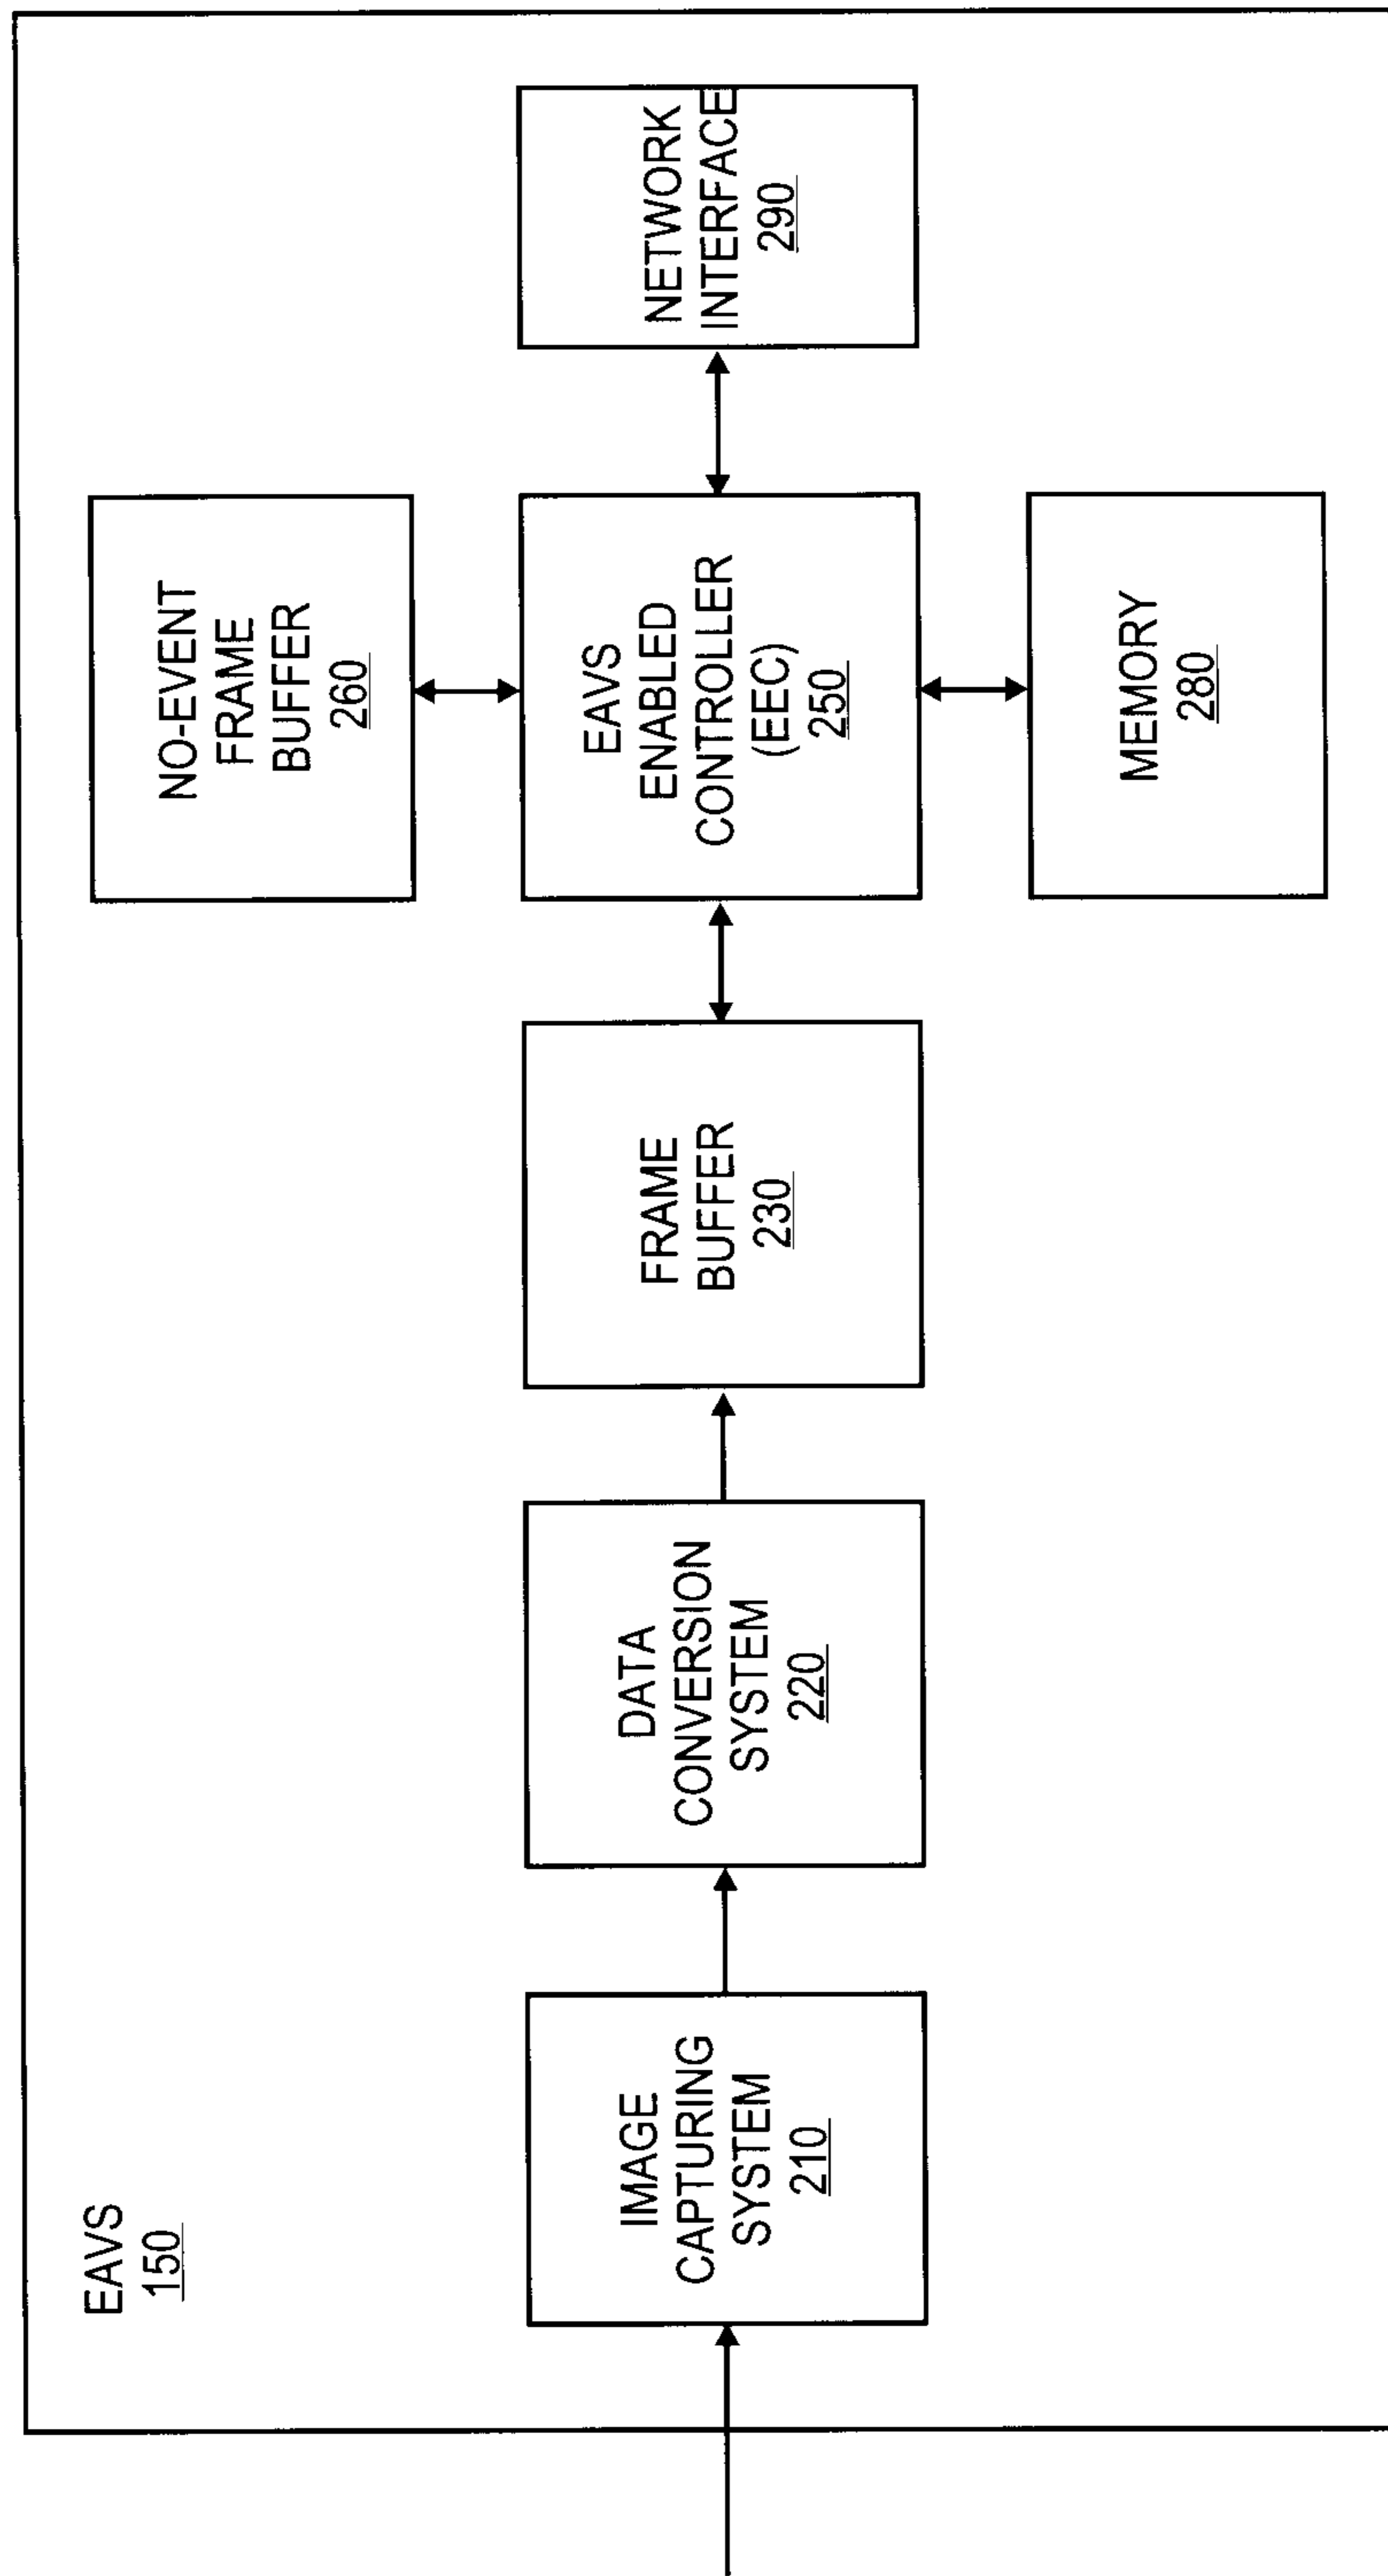 EAVS
150
IMAGE
CAPTURING
SYSTEM
210
DATA
CONVERSION
SYSTEM
220
FRAME
BUFFER
230
NO-EVENT
FRAME
BUFFER
260
EAVS
ENABLED
CONTROLLER
(EEC)
250
MEMORY
280
NETWORK
INTERFACE
290